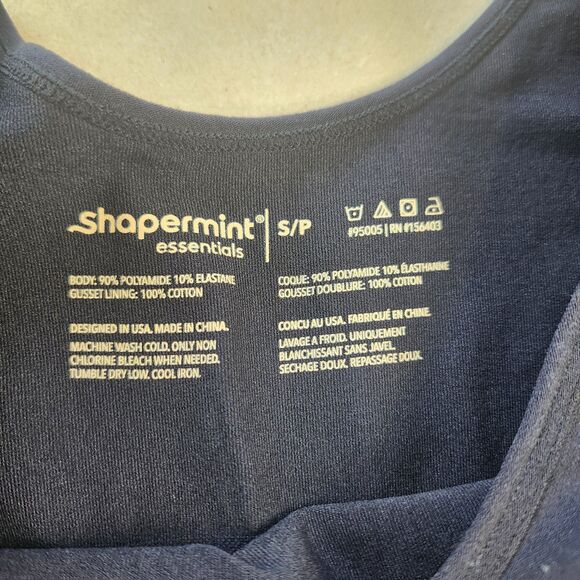 shapermint®
essentials
S/P
#95005 | RN #156403
BODY: 90% POLYAMIDE 10% ELASTANE
GUSSET LINING: 100% COTTON
DESIGNED IN USA. MADE IN CHINA.
MACHINE WASH COLD. ONLY NON
CHLORINE BLEACH WHEN NEEDED.
TUMBLE DRY LOW. COOL IRON.
COQUE: 90% POLYAMIDE 10% ÉLASTHANNE
GOUSSET DOUBLURE: 100% COTTON
CONCU AU USA. FABRIQUÉ EN CHINE.
LAVAGE A FROID. UNIQUEMENT
BLANCHISSANT SANS JAVEL.
SECHAGE DOUX. REPASSAGE DOUX.